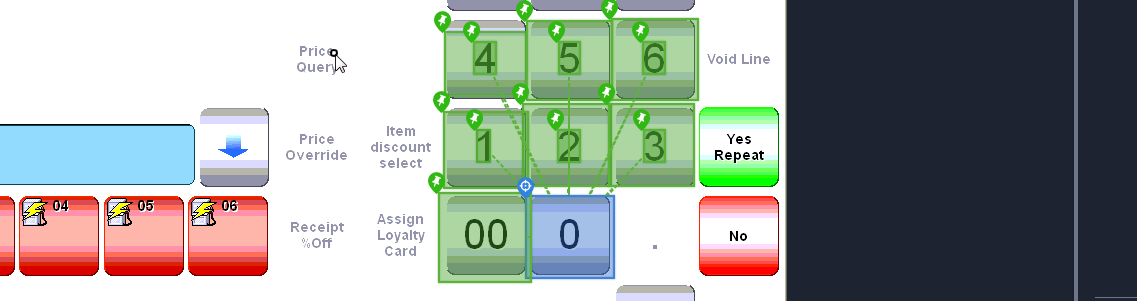 4
5
6
Price
Query
Void Line
1
2
3
Price
Override
Item
discount
select
Yes
Repeat
04
05
06
Receipt
%Off
Assign
Loyalty
Card
00
0
.
No